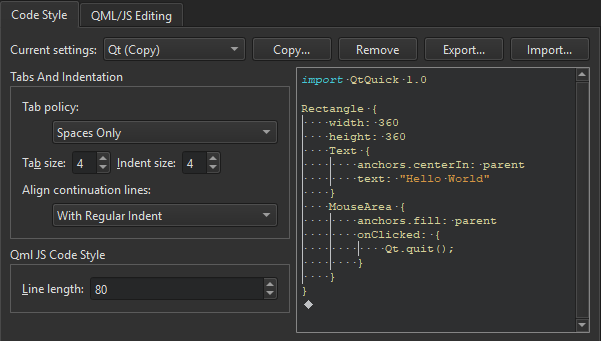 Code Style
QML/JS Editing
Current settings: Qt (Copy) Copy... Remove Export... Import...
Tabs And Indentation
Tab policy:
Spaces Only
Tab size: 4 Indent size: 4
Align continuation lines:
With Regular Indent
Qml JS Code Style
Line length: 80
import QtQuick 1.0
Rectangle {
width: 360
height: 360
Text {
anchors.centerIn: parent
text: "Hello World"
}
MouseArea {
anchors.fill: parent
onClicked: {
Qt.quit();
}
}
}